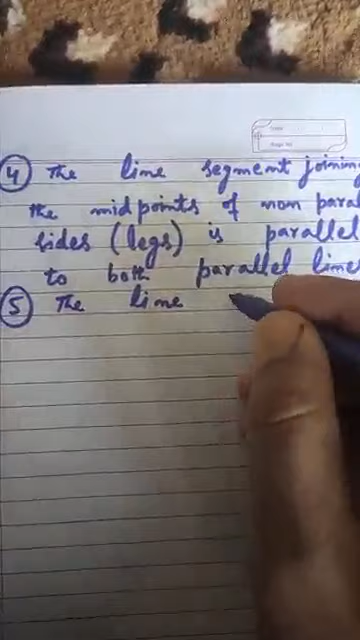 ④ The line segment joining
the midpoints of non paral
sides (legs) is parallel
to both parallel lines
⑤ The line